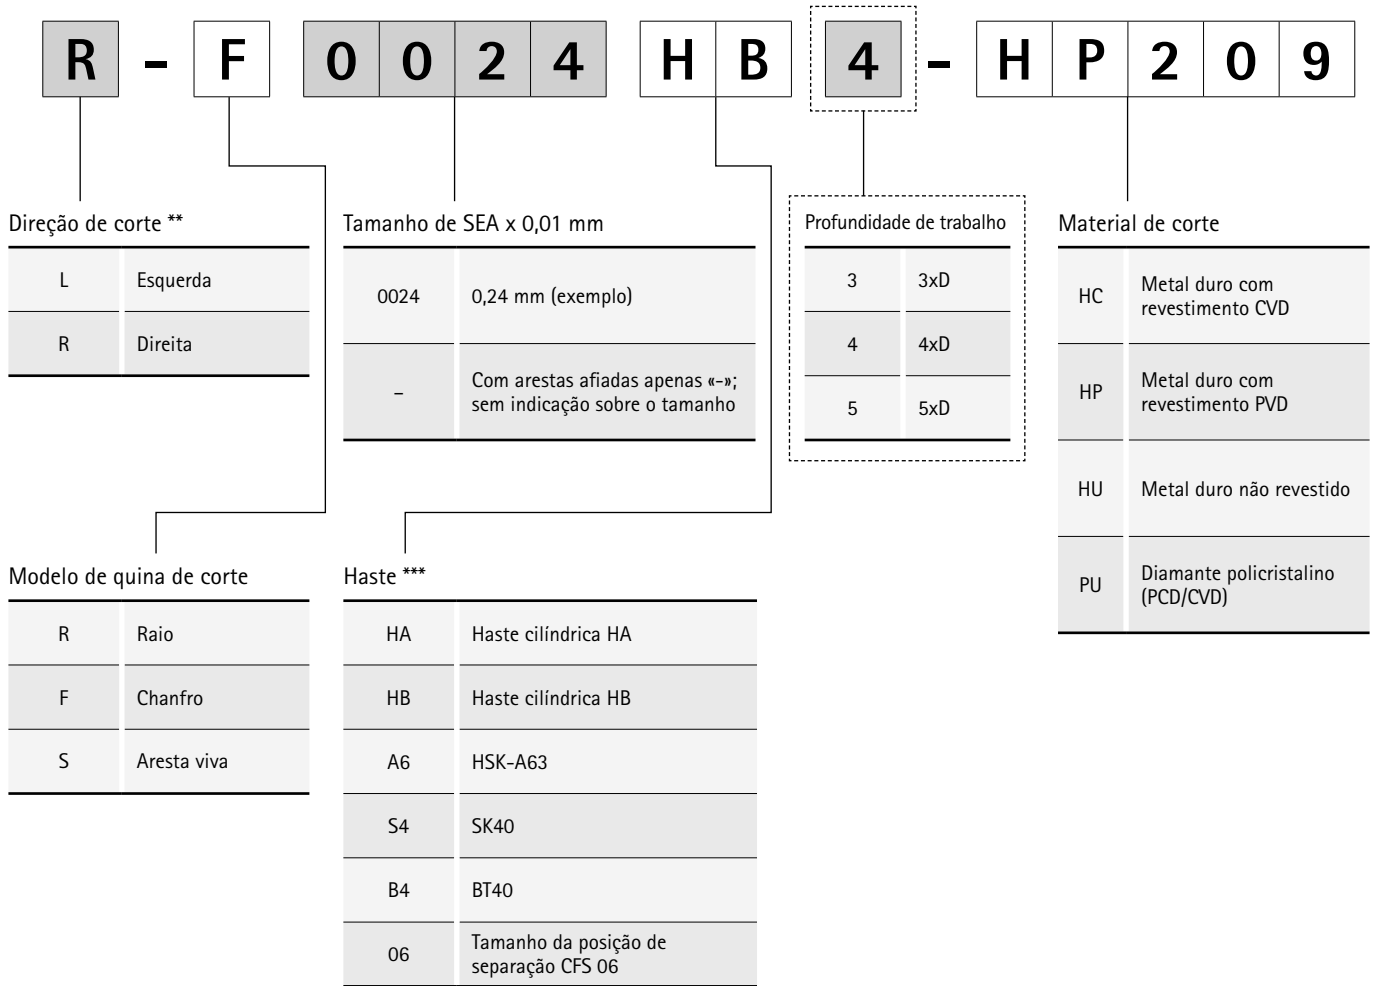 R - F 0 0 2 4 H B 4 - H P 2 0 9
Direção de corte **
L Esquerda
R Direita
Tamanho de SEA x 0,01 mm
0024 0,24 mm (exemplo)
– Com arestas afiadas apenas «-»;
sem indicação sobre o tamanho
Profundidade de trabalho
3 3xD
4 4xD
5 5xD
Material de corte
HC Metal duro com
revestimento CVD
HP Metal duro com
revestimento PVD
HU Metal duro não revestido
PU Diamante policristalino
(PCD/CVD)
Modelo de quina de corte
R Raio
F Chanfro
S Aresta viva
Haste ***
HA Haste cilíndrica HA
HB Haste cilíndrica HB
A6 HSK-A63
S4 SK40
B4 BT40
06 Tamanho da posição de
separação CFS 06